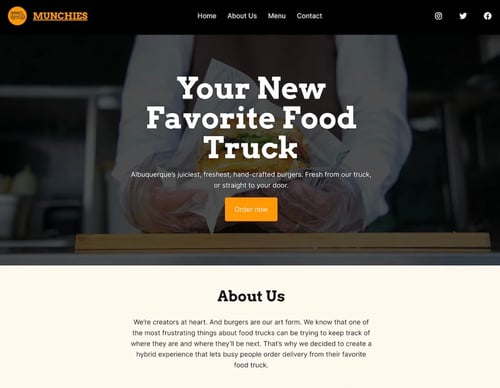 MUNCHIES
Home About Us Menu Contact
Your New
Favorite Food
Truck
Albuquerque's juiciest, freshest, hand-crafted burgers. Fresh from our truck,
or straight to your door.
Order now
About Us
We're creators at heart. And burgers are our art form. We know that one of
the most frustrating things about food trucks can be trying to keep track of
where they are and where they'll be next. That's why we decided to create a
hybrid experience that lets busy people order delivery from their favorite
food truck.